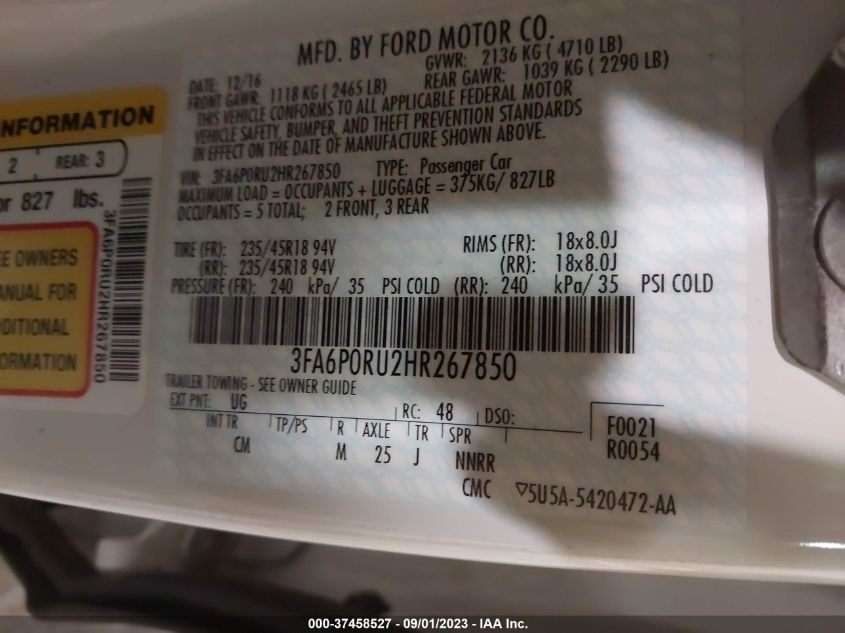 MFD. BY FORD MOTOR CO.
DATE: 12/16 GVWR: 2136 KG ( 4710 LB)
FRONT GAWR: 1118 KG ( 2465 LB) REAR GAWR: 1039 KG ( 2290 LB)
THIS VEHICLE CONFORMS TO ALL APPLICABLE FEDERAL MOTOR
VEHICLE SAFETY, BUMPER, AND THEFT PREVENTION STANDARDS
IN EFFECT ON THE DATE OF MANUFACTURE SHOWN ABOVE.
VIN: 3FA6P0RU2HR267850 TYPE: Passenger Car
MAXIMUM LOAD = OCCUPANTS + LUGGAGE = 375KG/ 827LB
OCCUPANTS = 5 TOTAL; 2 FRONT, 3 REAR
TIRE (FR): 235/45R18 94V RIMS (FR): 18x8.0J
(RR): 235/45R18 94V (RR): 18x8.0J
PRESSURE (FR): 240 kPa/ 35 PSI COLD (RR): 240 kPa/ 35 PSI COLD
3FA6P0RU2HR267850
TRAILER TOWING - SEE OWNER GUIDE
EXT PNT: UG RC: 48 DSO:
INT TR TP/PS R AXLE TR SPR
CM M 25 J NNRR
F0021
R0054
CMC ▽5U5A-5420472-AA
INFORMATION
2 REAR: 3
or 827 lbs.
EE OWNERS
ANUAL FOR
DDITIONAL
ORMATION
3FA6P0RU2HR267850
000-37458527 - 09/01/2023 - IAA Inc.